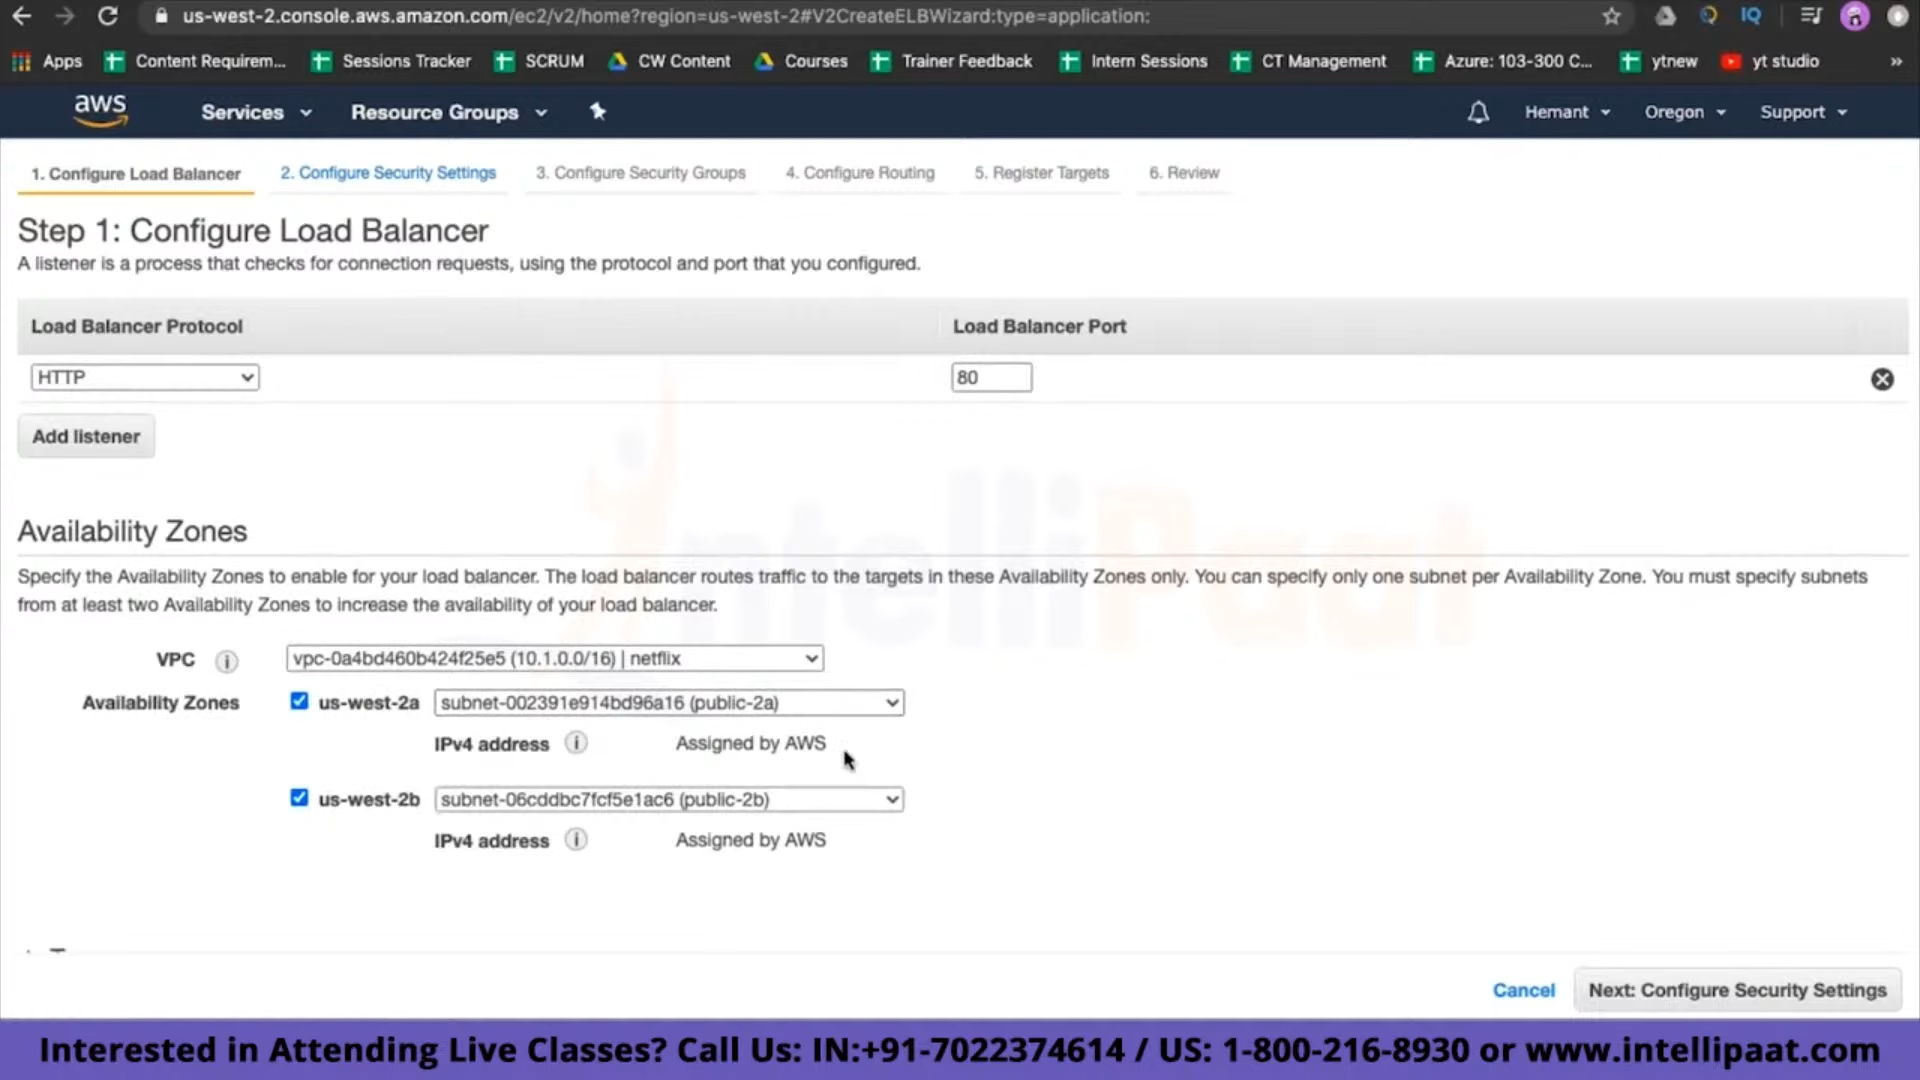 us-west-2.console.aws.amazon.com/ec2/v2/home?region=us-west-2#V2CreateELBWizard:type=application:
Apps Content Requirem... Sessions Tracker SCRUM CW Content Courses Trainer Feedback Intern Sessions CT Management Azure: 103-300 C... ytnew yt studio »
aws Services Resource Groups Hemant Oregon Support
1. Configure Load Balancer 2. Configure Security Settings 3. Configure Security Groups 4. Configure Routing 5. Register Targets 6. Review
Step 1: Configure Load Balancer
A listener is a process that checks for connection requests, using the protocol and port that you configured.
Load Balancer Protocol Load Balancer Port
HTTP 80
Add listener
IntelliPaat
Availability Zones
Specify the Availability Zones to enable for your load balancer. The load balancer routes traffic to the targets in these Availability Zones only. You can specify only one subnet per Availability Zone. You must specify subnets
from at least two Availability Zones to increase the availability of your load balancer.
VPC i vpc-0a4bd460b424f25e5 (10.1.0.0/16) | netflix
Availability Zones us-west-2a subnet-002391e914bd96a16 (public-2a)
IPv4 address i Assigned by AWS
us-west-2b subnet-06cddbc7fcf5e1ac6 (public-2b)
IPv4 address i Assigned by AWS
Cancel Next: Configure Security Settings
Interested in Attending Live Classes? Call Us: IN:+91-7022374614 / US: 1-800-216-8930 or www.intellipaat.com